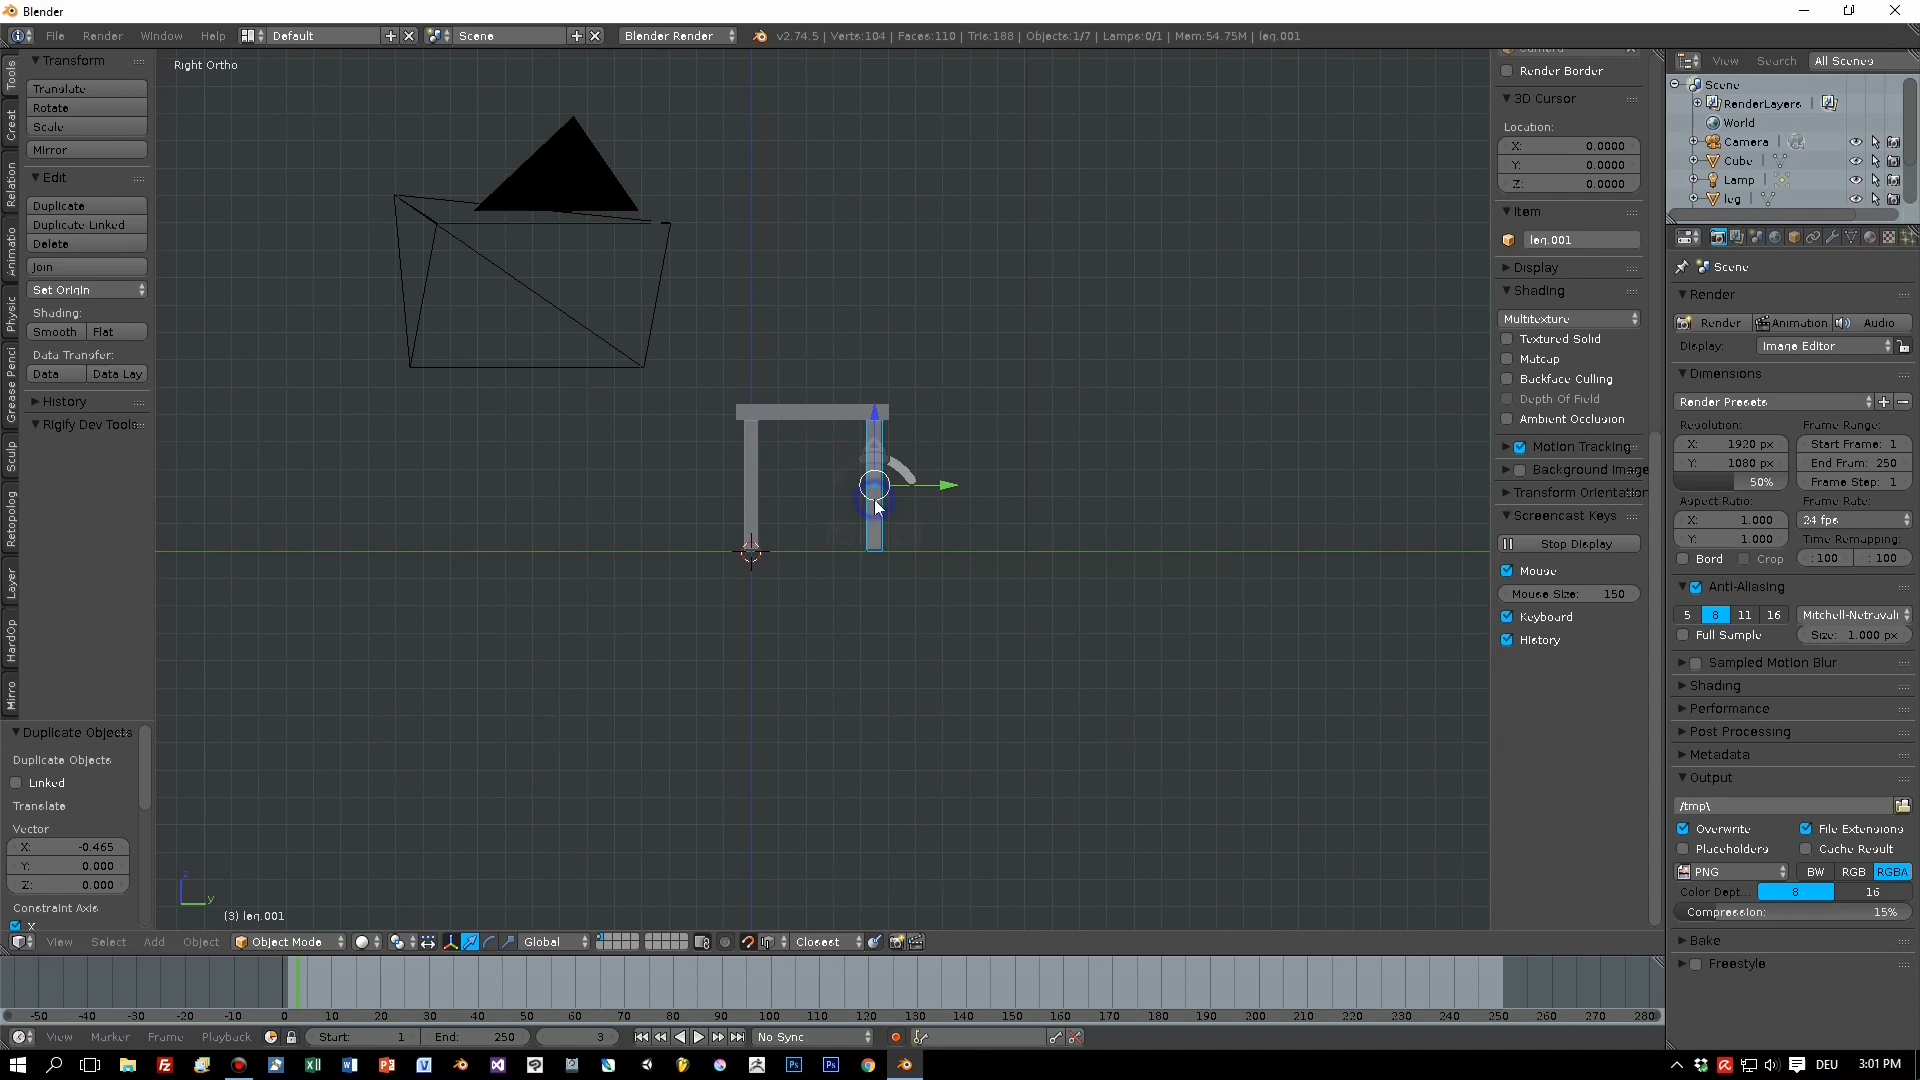 Blender
File Render Window Help Default Scene Blender Render v2.74.5 | Verts:104 | Faces:110 | Tris:188 | Objects:1/7 | Lamps:0/1 | Mem:54.75M | leg.001
Right Ortho
Tools
Creat
Relation
Animatio
Physic
Grease Penci
Sculp
Retopolog
Layer
HardOp
Mirro
Transform
Translate
Rotate
Scale
Mirror
Edit
Duplicate
Duplicate Linked
Delete
Join
Set Origin
Shading:
Smooth Flat
Data Transfer:
Data Data Lay
History
Rigify Dev Tools
Duplicate Objects
Duplicate Objects
Linked
Translate
Vector
X: -0.465
Y: 0.000
Z: 0.000
Constraint Axis
X
z
y
(3) leg.001
Render Border
3D Cursor
Location:
X: 0.0000
Y: 0.0000
Z: 0.0000
Item
leg.001
Display
Shading
Multitexture
Textured Solid
Matcap
Backface Culling
Depth Of Field
Ambient Occlusion
Motion Tracking
Background Image
Transform Orientation
Screencast Keys
Stop Display
Mouse
Mouse Size: 150
Keyboard
History
View Search All Scenes
Scene
RenderLayers |
World
Camera |
Cube |
Lamp |
leg |
Scene
Render
Render Animation Audio
Display: Image Editor
Dimensions
Render Presets
Resolution: Frame Range:
X: 1920 px Start Frame: 1
Y: 1080 px End Fram: 250
50% Frame Step: 1
Aspect Ratio: Frame Rate:
X: 1.000 24 fps
Y: 1.000 Time Remapping:
Bord Crop :100 : 100
Anti-Aliasing
5 8 11 16 Mitchell-Netravali
Full Sample Size: 1.000 px
Sampled Motion Blur
Shading
Performance
Post Processing
Metadata
Output
/tmp\
Overwrite File Extensions
Placeholders Cache Result
PNG BW RGB RGBA
Color Dept... 8 16
Compression: 15%
Bake
Freestyle
View Select Add Object Object Mode Global Closest
-50 -40 -30 -20 -10 0 10 20 30 40 50 60 70 80 90 100 110 120 130 140 150 160 170 180 190 200 210 220 230 240 250 260 270 280
View Marker Frame Playback Start: 1 End: 250 3 No Sync
DEU 3:01 PM